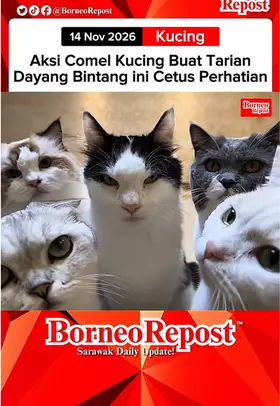 Repost
@BorneoRepost
14 Nov 2026 Kucing
Aksi Comel Kucing Buat Tarian
Dayang Bintang ini Cetus Perhatian
Borneo
Repost
BorneoRepost™
Sarawak Daily Update!